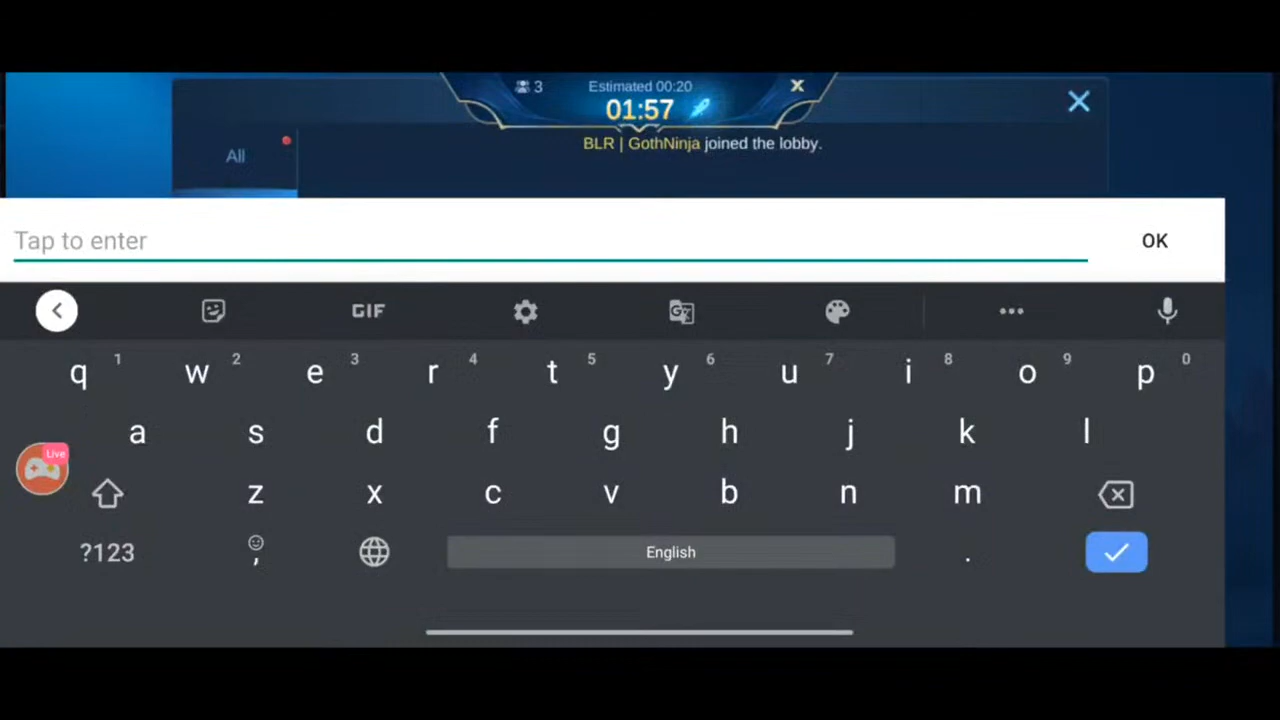 3 Estimated 00:20 X
01:57
BLR | GothNinja joined the lobby.
All
Tap to enter
OK
GIF
q 1 w 2 e 3 r 4 t 5 y 6 u 7 i 8 o 9 p 0
a s d f g h j k l
Live
z x c v b n m
?123 , English .